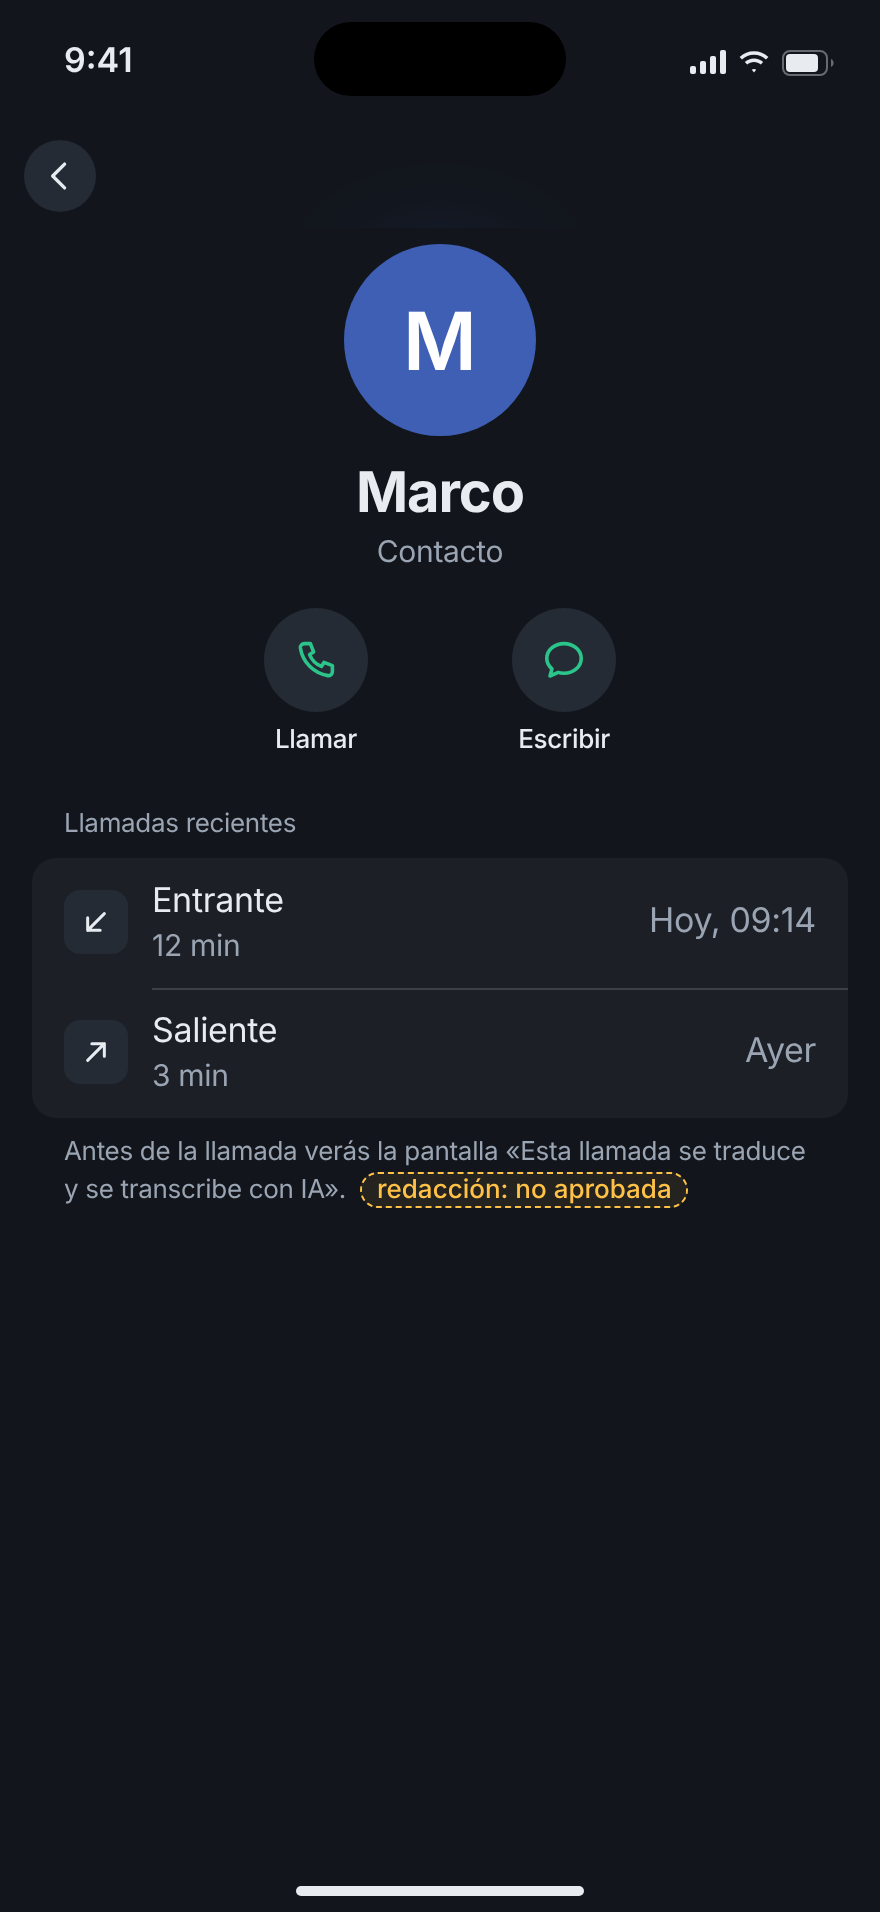 9:41
M
Marco
Contacto
Llamar
Escribir
Llamadas recientes
Entrante
12 min
Hoy, 09:14
Saliente
3 min
Ayer
Antes de la llamada verás la pantalla «Esta llamada se traduce
y se transcribe con IA». redacción: no aprobada